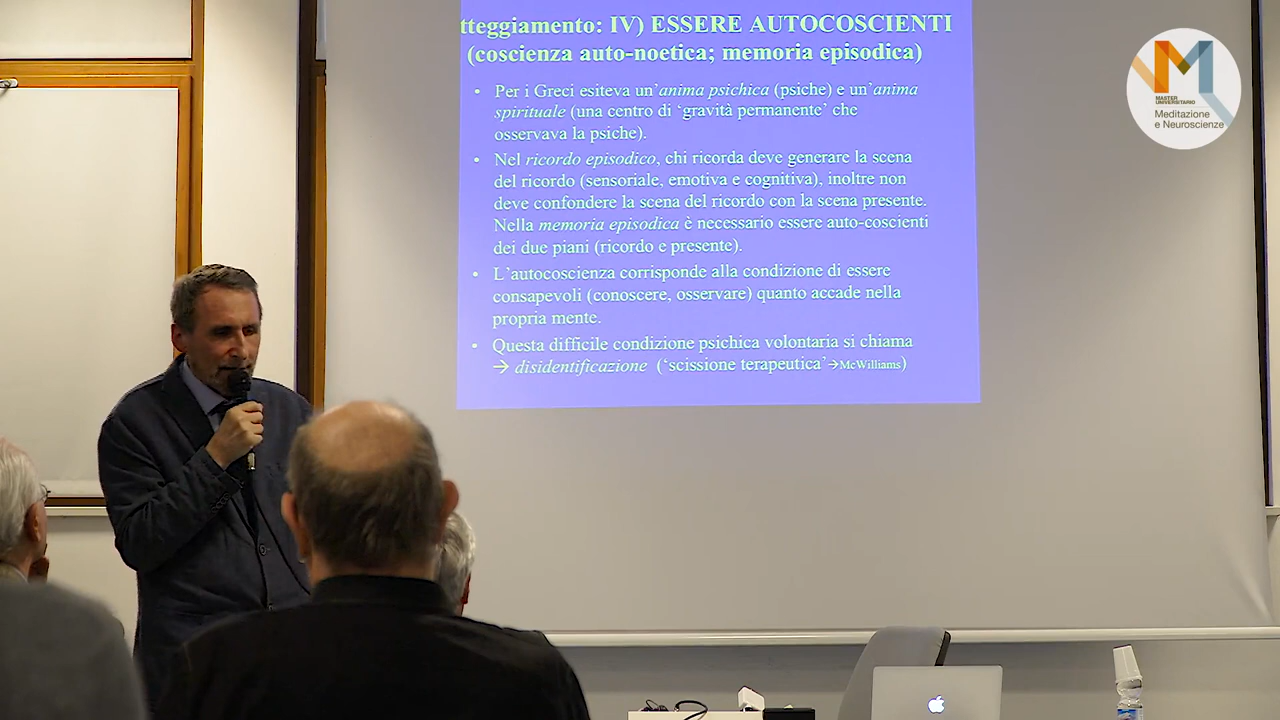 tteggiamento: IV) ESSERE AUTOCOSCIENTI
(coscienza auto-noetica; memoria episodica)
• Per i Greci esiteva un’anima psichica (psiche) e un’anima
spirituale (una centro di ‘gravità permanente’ che
osservava la psiche).
• Nel ricordo episodico, chi ricorda deve generare la scena
del ricordo (sensoriale, emotiva e cognitiva), inoltre non
deve confondere la scena del ricordo con la scena presente.
Nella memoria episodica è necessario essere auto-coscienti
dei due piani (ricordo e presente).
• L’autocoscienza corrisponde alla condizione di essere
consapevoli (conoscere, osservare) quanto accade nella
propria mente.
• Questa difficile condizione psichica volontaria si chiama
→ disidentificazione (‘scissione terapeutica’→McWilliams)
M
MASTER
UNIVERSITARIO
Meditazione
e Neuroscienze